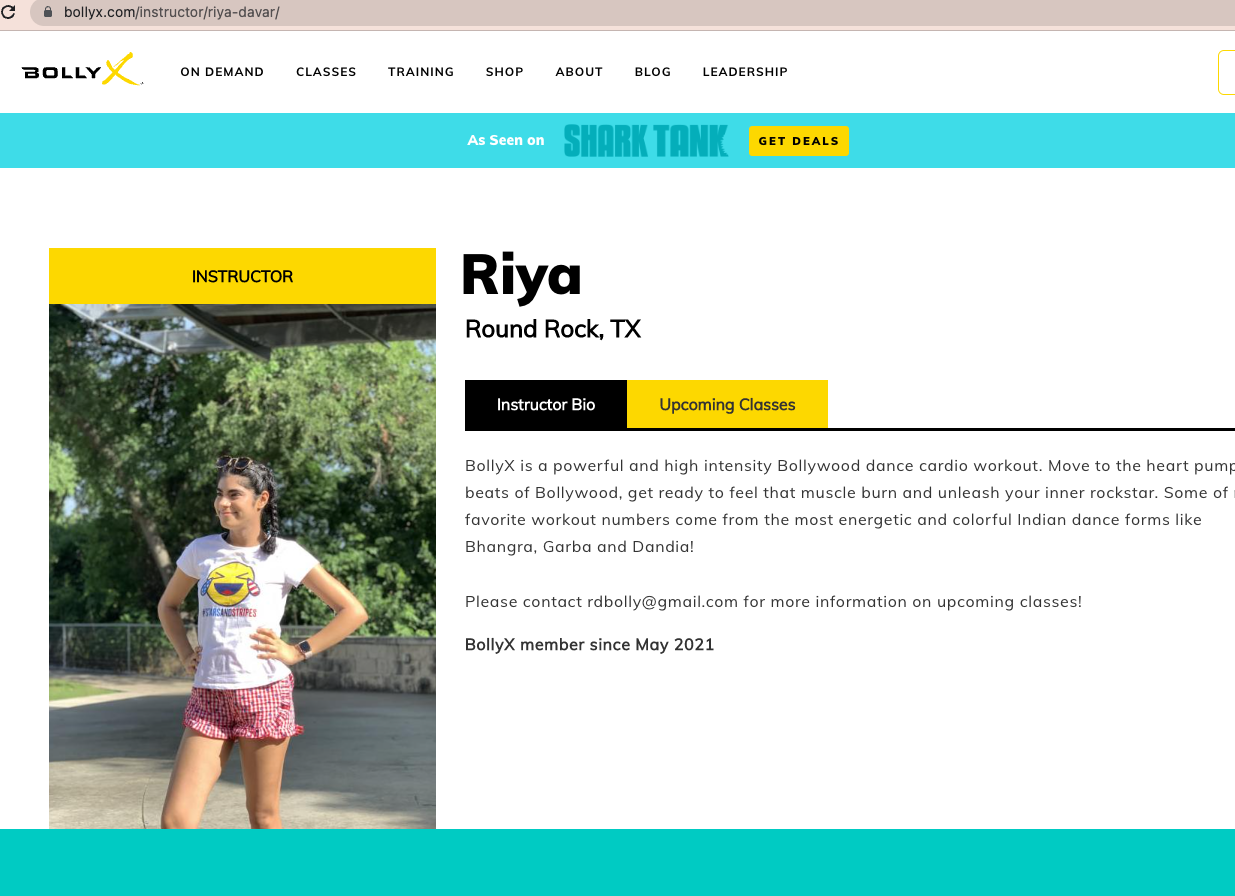 bollyx.com/instructor/riya-davar/
BOLLYX
ON DEMAND CLASSES TRAINING SHOP ABOUT BLOG LEADERSHIP
As Seen on SHARK TANK GET DEALS
INSTRUCTOR
#STARSANDSTRIPES
Riya
Round Rock, TX
Instructor Bio Upcoming Classes
BollyX is a powerful and high intensity Bollywood dance cardio workout. Move to the heart pump
beats of Bollywood, get ready to feel that muscle burn and unleash your inner rockstar. Some of
favorite workout numbers come from the most energetic and colorful Indian dance forms like
Bhangra, Garba and Dandia!
Please contact rdbolly@gmail.com for more information on upcoming classes!
BollyX member since May 2021